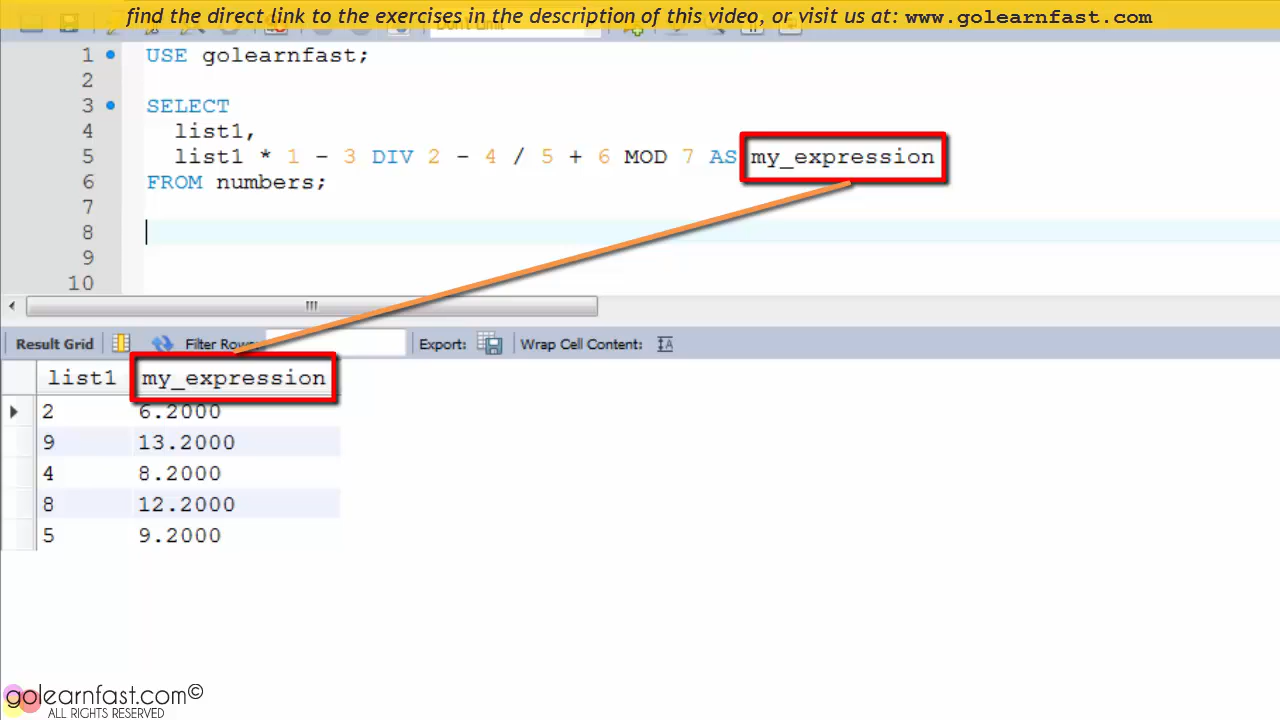 find the direct link to the exercises in the description of this video, or visit us at: www.golearnfast.com
1 USE golearnfast;
2
3 SELECT
4 list1,
5 list1 * 1 - 3 DIV 2 - 4 / 5 + 6 MOD 7 AS my_expression
6 FROM numbers;
7
8
9
10
Result Grid Filter Rows: Export: Wrap Cell Content: IA
list1 my_expression
2 6.2000
9 13.2000
4 8.2000
8 12.2000
5 9.2000
golearnfast.com©
ALL RIGHTS RESERVED